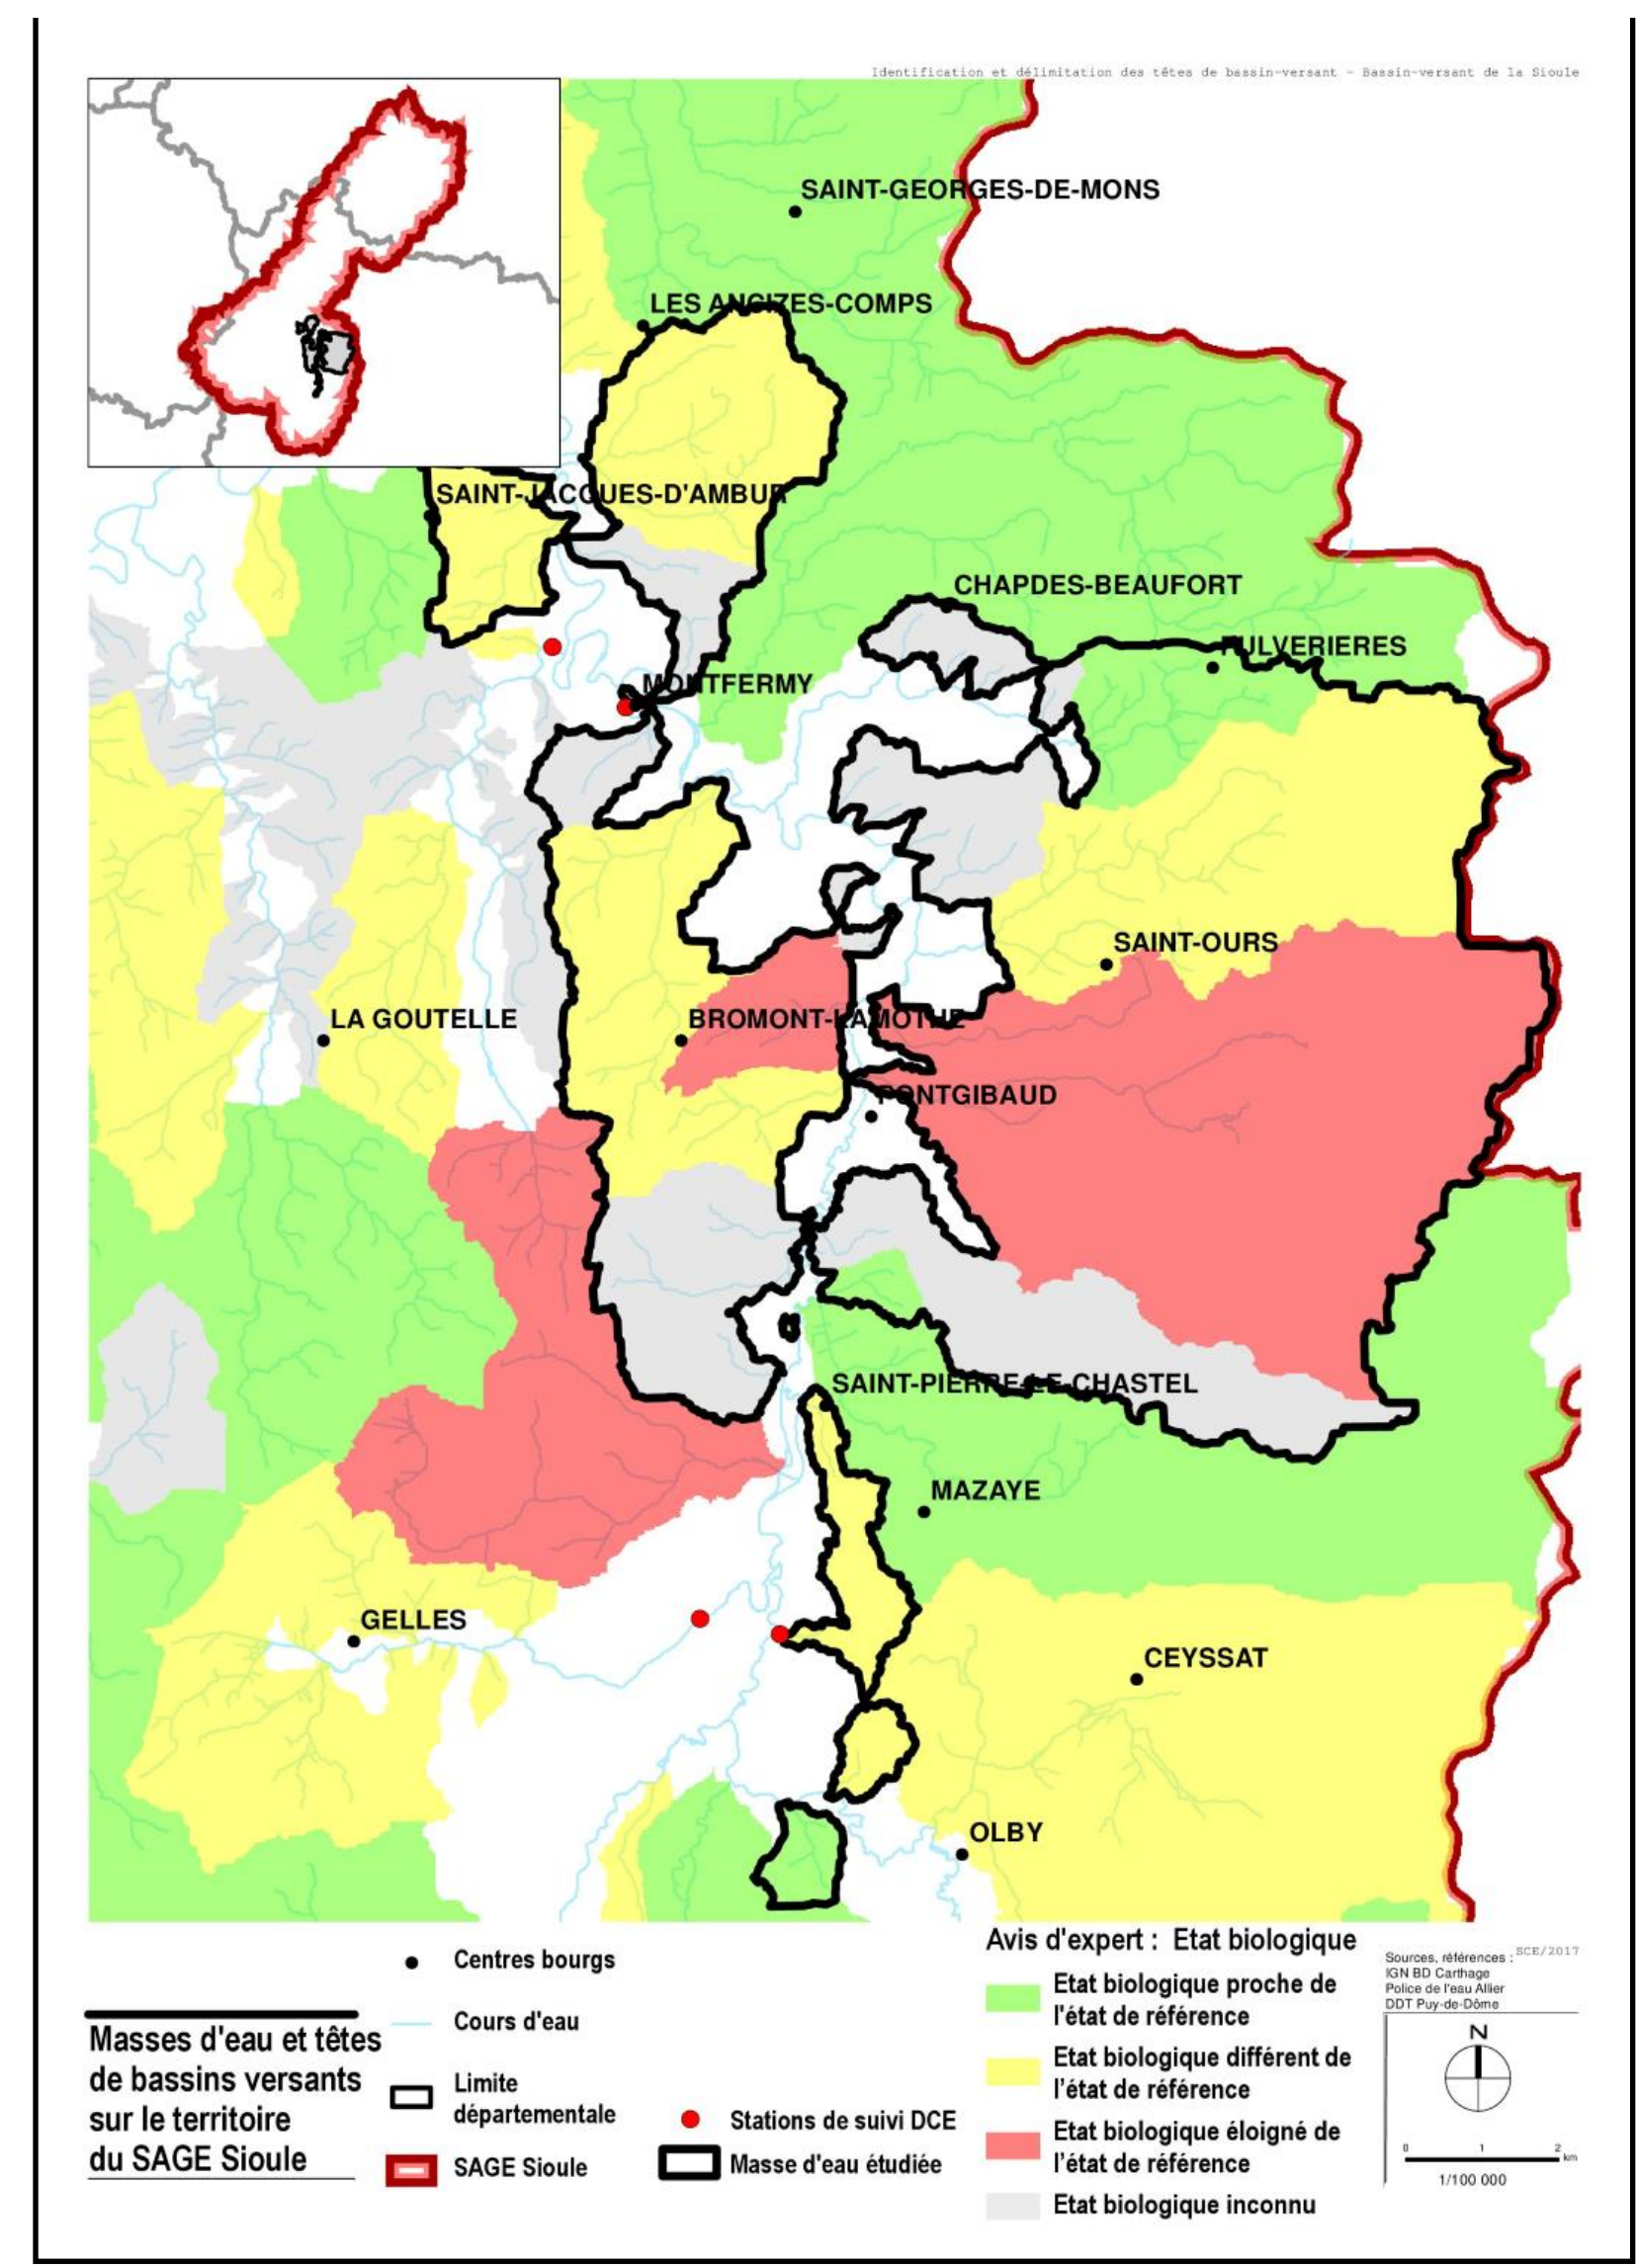 Identification et délimitation des têtes de bassin-versant - Bassin-versant de la Sioule
SAINT-GEORGES-DE-MONS
LES ANCIZES-COMPS
SAINT-JACQUES-D'AMBUR
CHAPDES-BEAUFORT
PULVERIERES
MONTFERMY
SAINT-OURS
LA GOUTELLE
BROMONT-LAMOTHE
PONTGIBAUD
SAINT-PIERRE-LE-CHASTEL
MAZAYE
GELLES
CEYSSAT
OLBY
Masses d'eau et têtes
de bassins versants
sur le territoire
du SAGE Sioule
Centres bourgs
Cours d'eau
Limite
départementale
SAGE Sioule
Stations de suivi DCE
Masse d'eau étudiée
Avis d'expert : Etat biologique
Etat biologique proche de
l'état de référence
Etat biologique différent de
l'état de référence
Etat biologique éloigné de
l'état de référence
Etat biologique inconnu
Sources, références : SCE/2017
IGN BD Carthage
Police de l'eau Allier
DDT Puy-de-Dôme
N
0 1 2
km
1/100 000